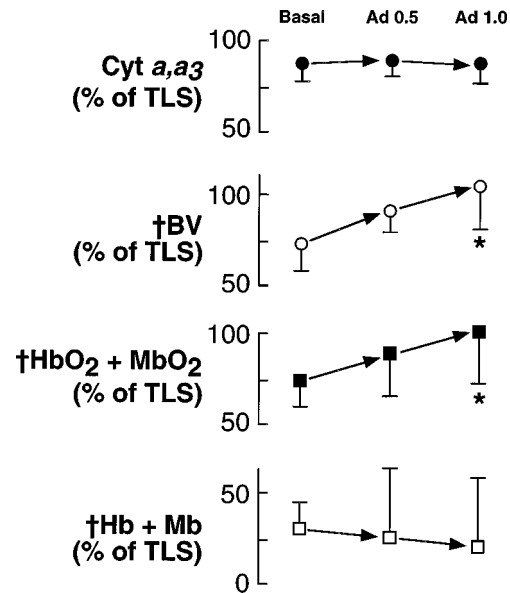 Basal Ad 0.5 Ad 1.0
100
Cyt a,a3
(% of TLS)
50
100
†BV
(% of TLS)
*
50
100
†HbO2 + MbO2
(% of TLS)
*
50
50
†Hb + Mb
(% of TLS)
0